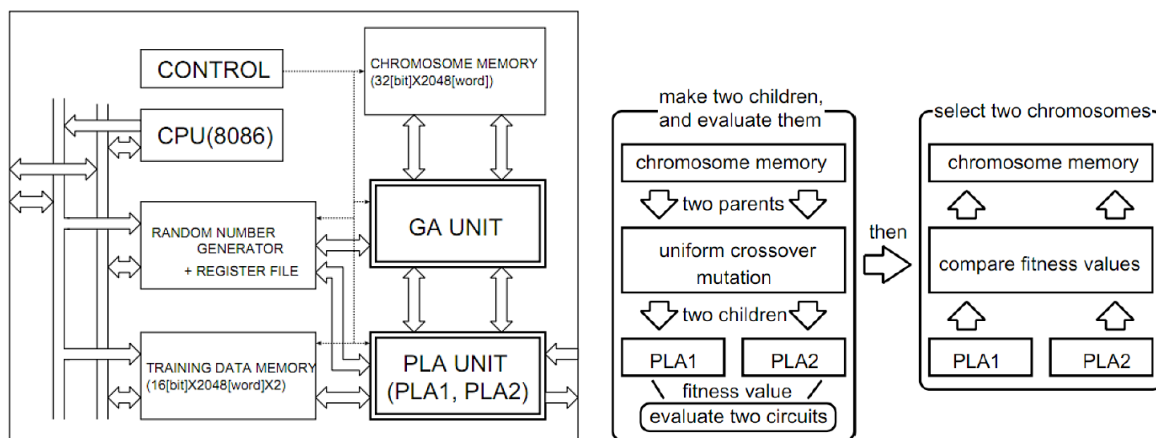 CONTROL
CHROMOSOME MEMORY
(32[bit]X2048[word])
CPU(8086)
RANDOM NUMBER
GENERATOR
+ REGISTER FILE
GA UNIT
TRAINING DATA MEMORY
(16[bit]X2048[word]X2)
PLA UNIT
(PLA1, PLA2)
make two children,
and evaluate them
chromosome memory
two parents
uniform crossover
mutation
two children
PLA1
PLA2
fitness value
evaluate two circuits
then
select two chromosomes
chromosome memory
compare fitness values
PLA1
PLA2